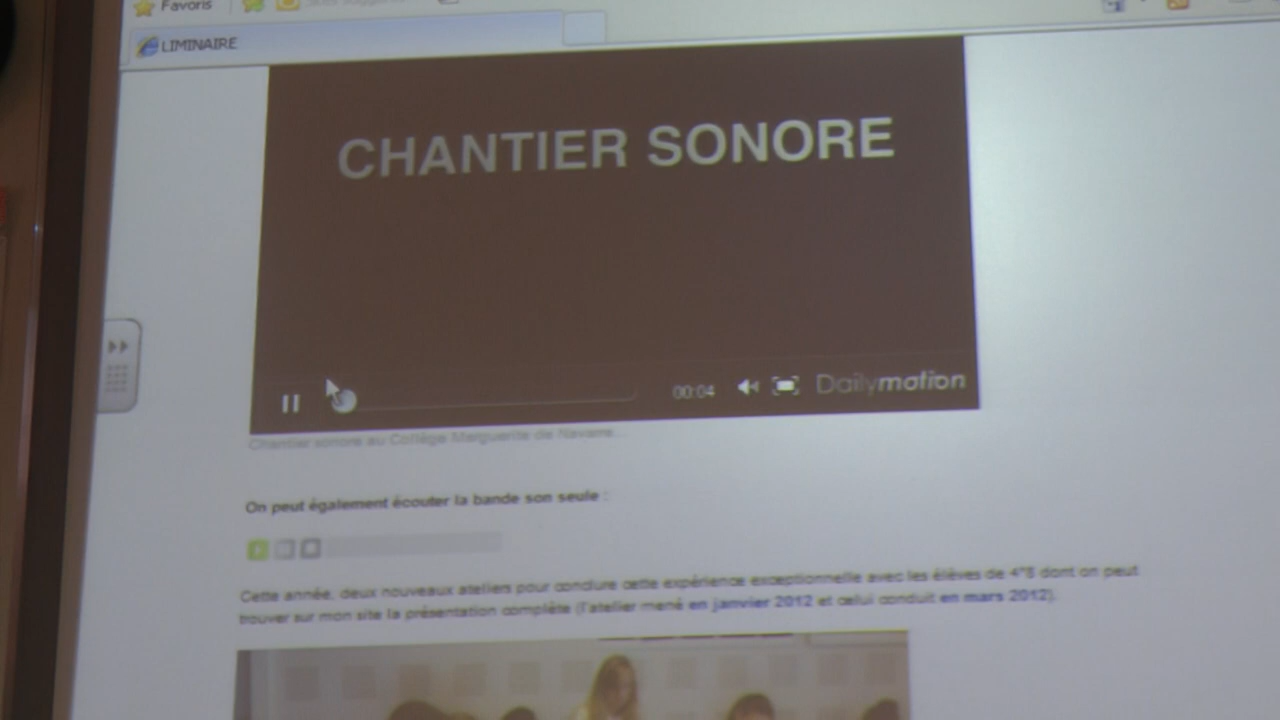 Favoris
LIMINAIRE
CHANTIER SONORE
00:04
Dailymotion
Chantier sonore au Collège Marguerite de Navarre...
On peut également écouter la bande son seule :
Cette année, deux nouveaux ateliers pour conclure cette expérience exceptionnelle avec les élèves de 4°8 dont on peut
trouver sur mon site la présentation complète (l'atelier mené en janvier 2012 et celui conduit en mars 2012).